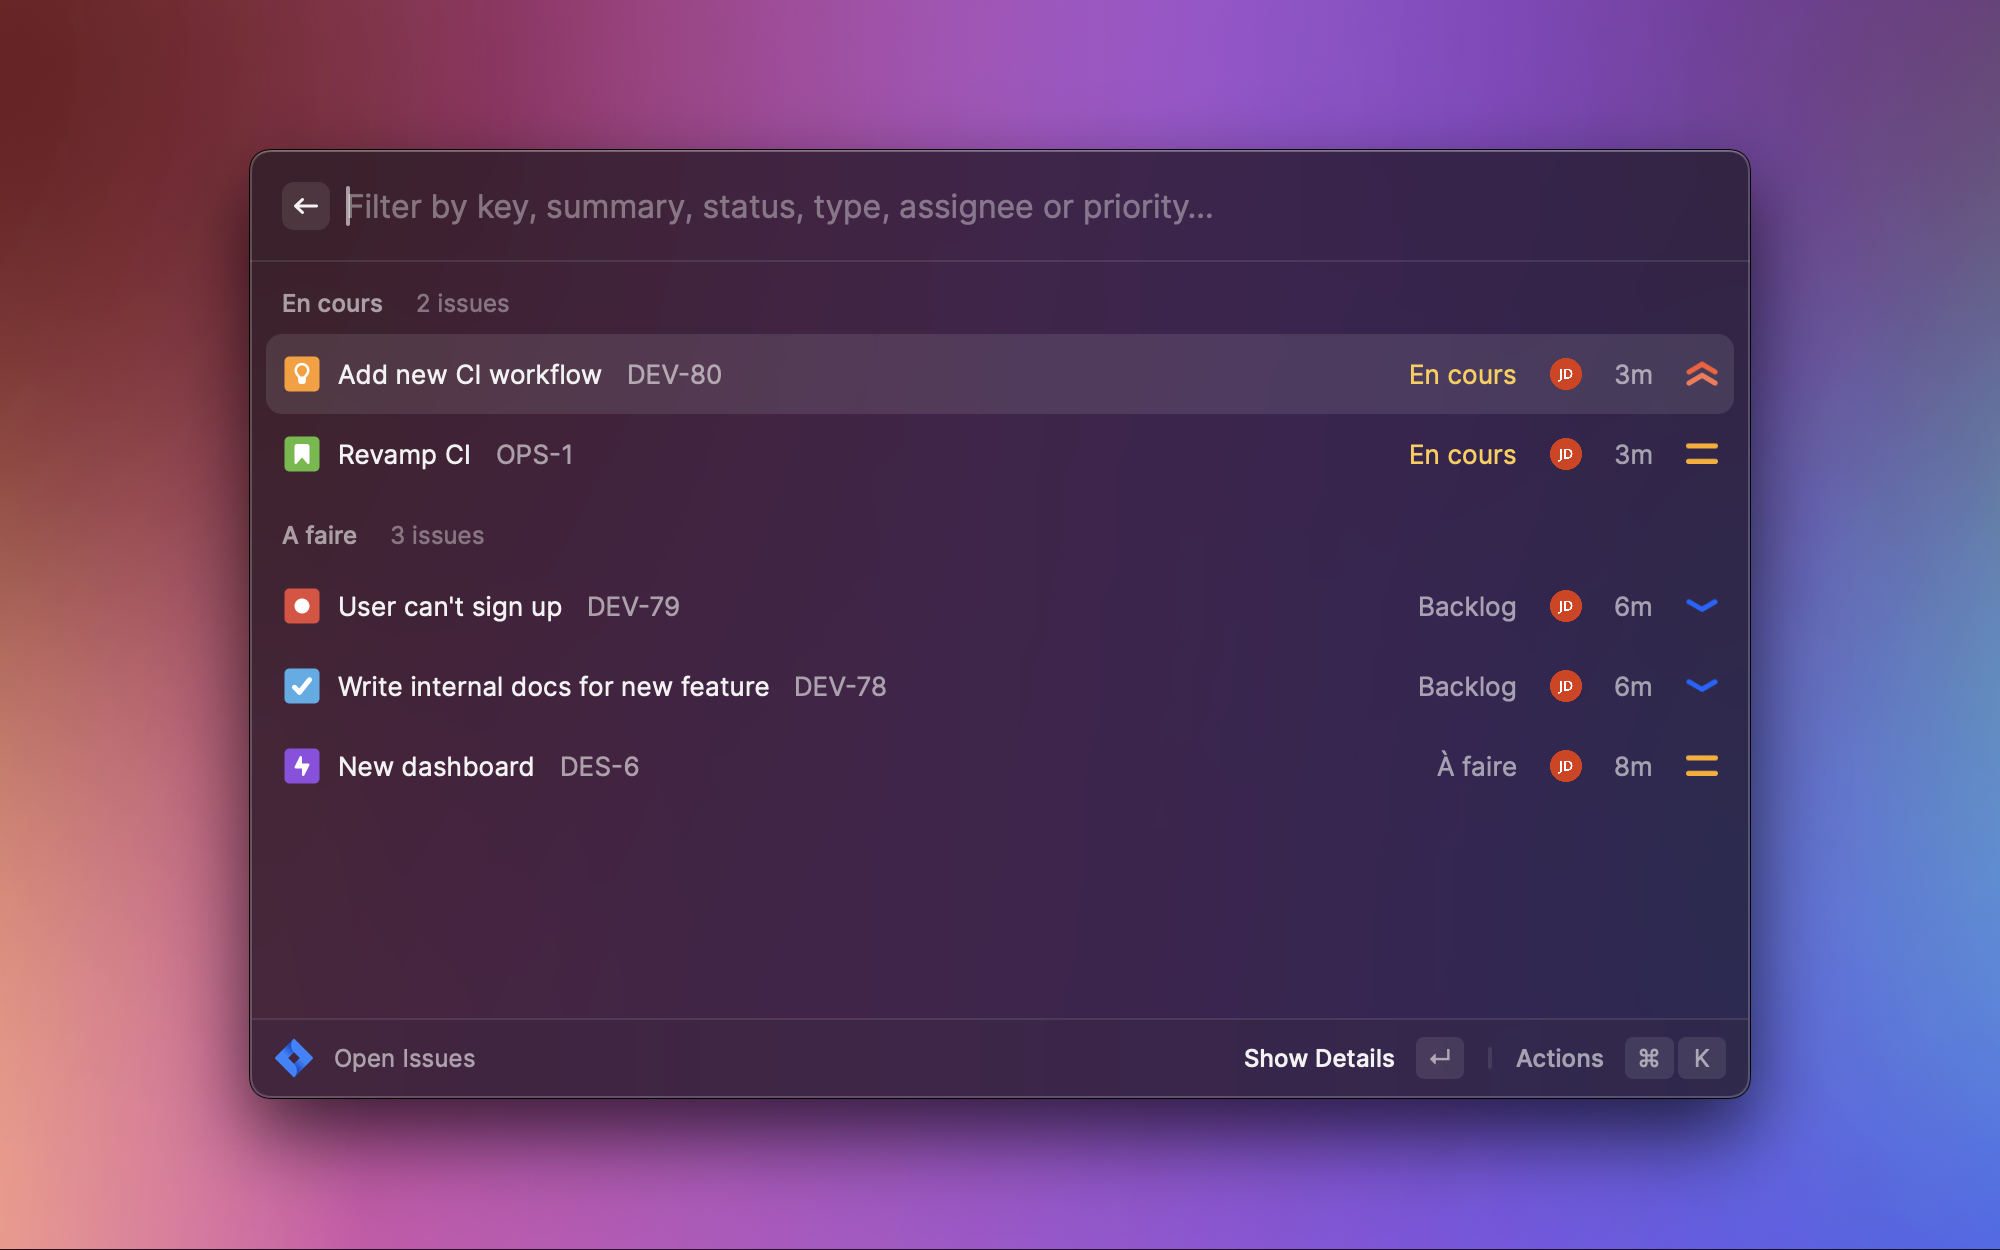 Filter by key, summary, status, type, assignee or priority...
En cours 2 issues
Add new CI workflow DEV-80 En cours JD 3m
Revamp CI OPS-1 En cours JD 3m
A faire 3 issues
User can't sign up DEV-79 Backlog JD 6m
Write internal docs for new feature DEV-78 Backlog JD 6m
New dashboard DES-6 À faire JD 8m
Open Issues Show Details ↵ Actions ⌘ K